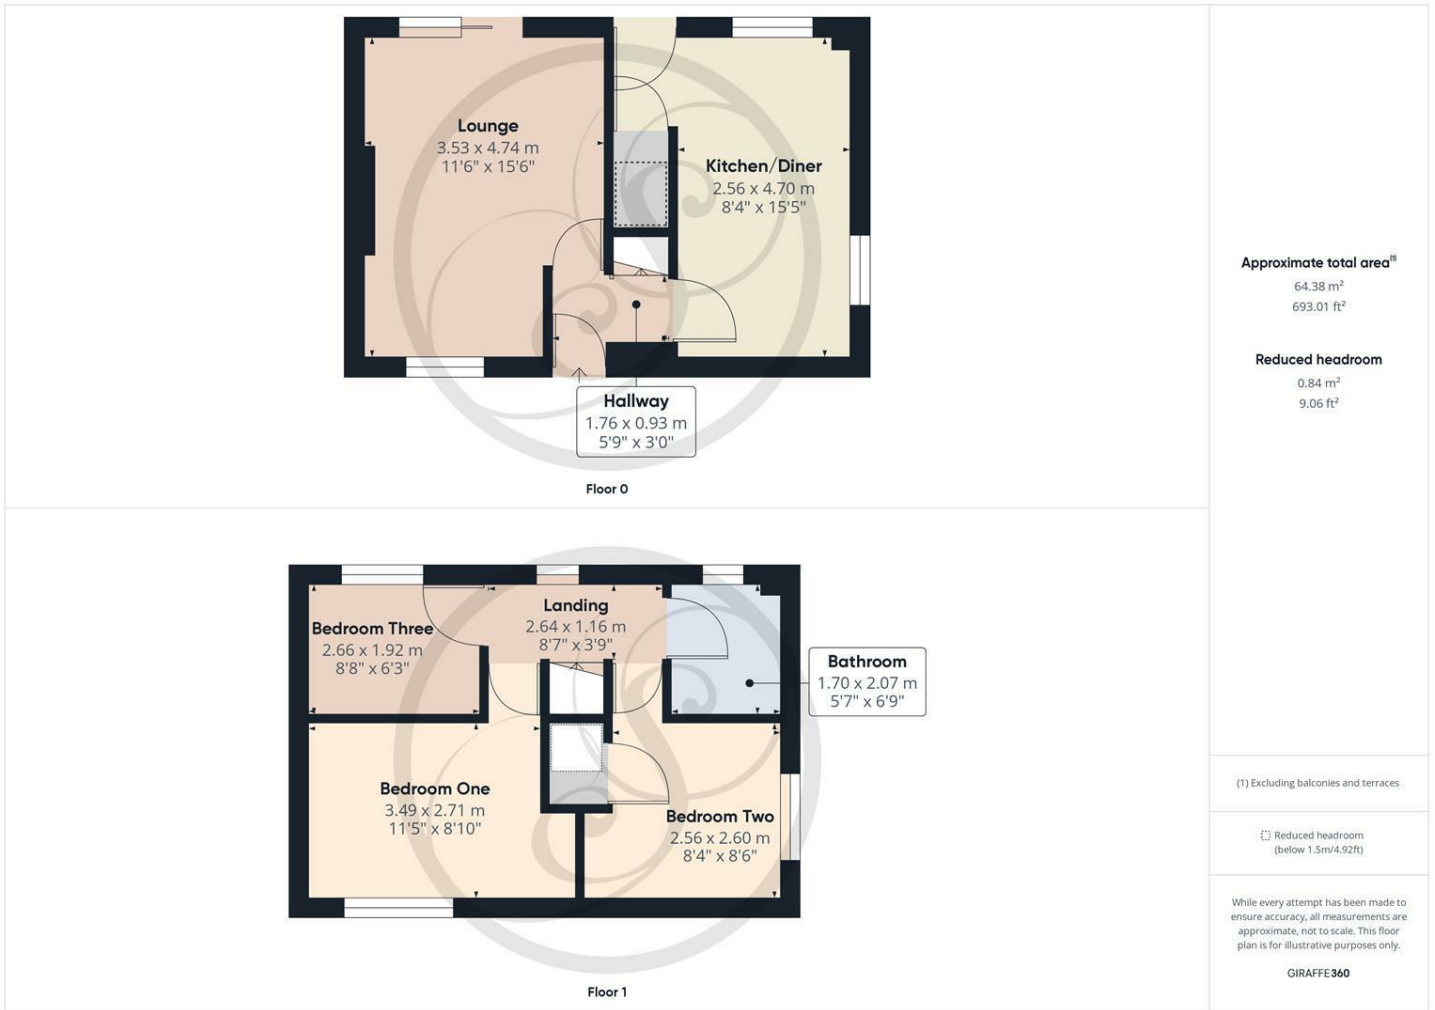 Lounge
3.53 x 4.74 m
11'6" x 15'6"
Kitchen/Diner
2.56 x 4.70 m
8'4" x 15'5"
Hallway
1.76 x 0.93 m
5'9" x 3'0"
Floor 0
Landing
2.64 x 1.16 m
8'7" x 3'9"
Bedroom Three
2.66 x 1.92 m
8'8" x 6'3"
Bathroom
1.70 x 2.07 m
5'7" x 6'9"
Bedroom One
3.49 x 2.71 m
11'5" x 8'10"
Bedroom Two
2.56 x 2.60 m
8'4" x 8'6"
Floor 1
Approximate total area(1)
64.38 m²
693.01 ft²
Reduced headroom
0.84 m²
9.06 ft²
(1) Excluding balconies and terraces
Reduced headroom
(below 1.5m/4.92ft)
While every attempt has been made to
ensure accuracy, all measurements are
approximate, not to scale. This floor
plan is for illustrative purposes only.
GIRAFFE360